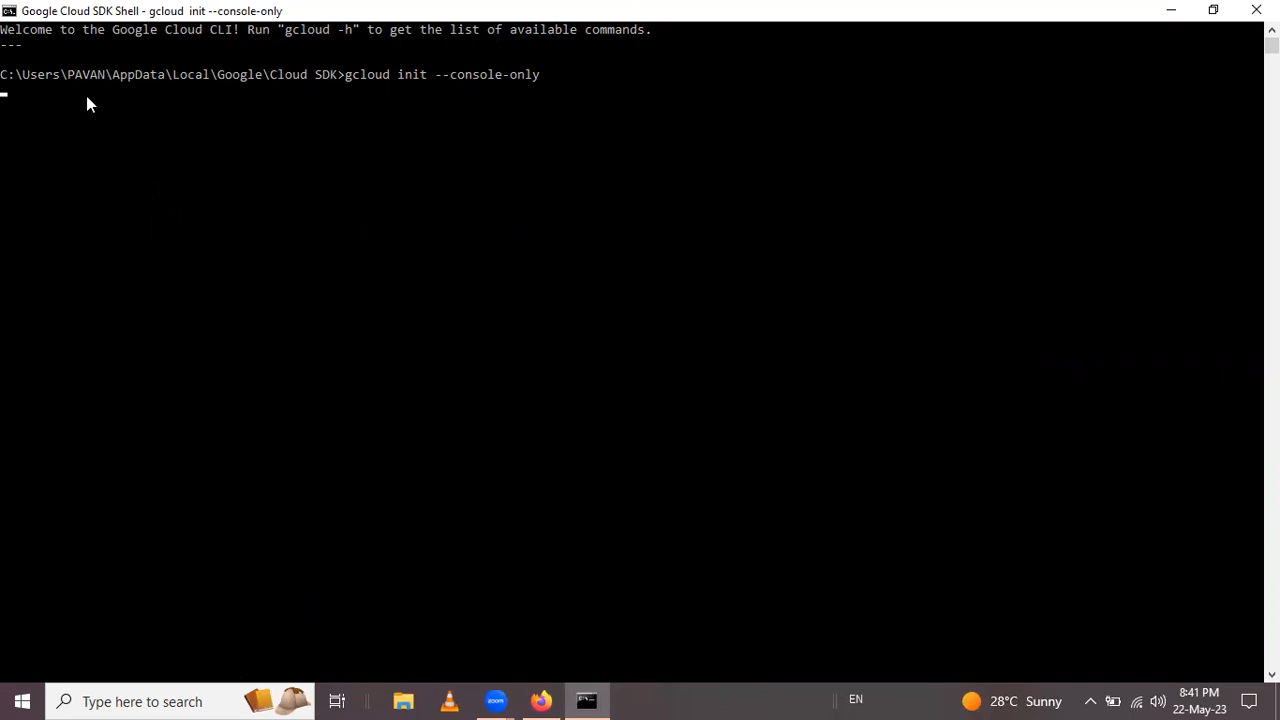 Google Cloud SDK Shell - gcloud  init --console-only
Welcome to the Google Cloud CLI! Run "gcloud -h" to get the list of available commands.
---
C:\Users\PAVAN\AppData\Local\Google\Cloud SDK>gcloud init --console-only
Type here to search
zoom
EN
28°C Sunny
8:41 PM
22-May-23